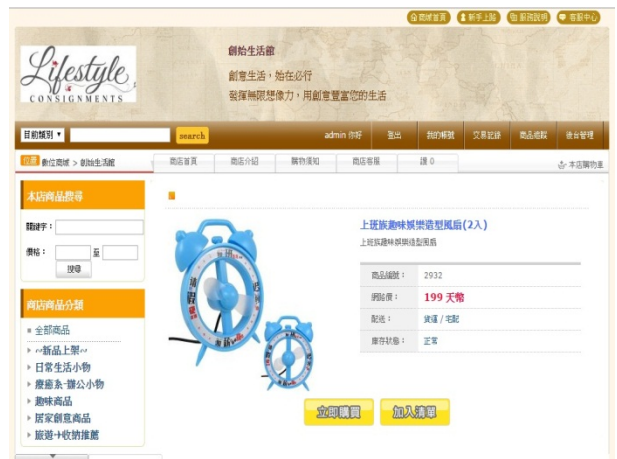 商城首頁 新手上路 服務說明 客服中心
Lifestyle
CONSIGNMENTS
創始生活館
創意生活，始在必行
發揮無限想像力，用創意豐富您的生活
目前類別 search admin 你好 登出 我的帳號 交易記錄 商品追蹤 後台管理
位置 數位商城 > 創始生活館 商店首頁 商店介紹 購物須知 商店客服 讚 0 本店購物車
本店商品搜尋
關鍵字：
價格： 至
搜尋
商店商品分類
全部商品
~新品上架~
日常生活小物
療癒系-辦公小物
趣味商品
居家創意商品
旅遊→收納推薦
上班族趣味娛樂造型風扇(2入)
上班族趣味娛樂造型風扇
商品編號： 2932
網路價： 199 天幣
配送： 貨運 / 宅配
庫存狀態： 正常
立即購買 加入清單